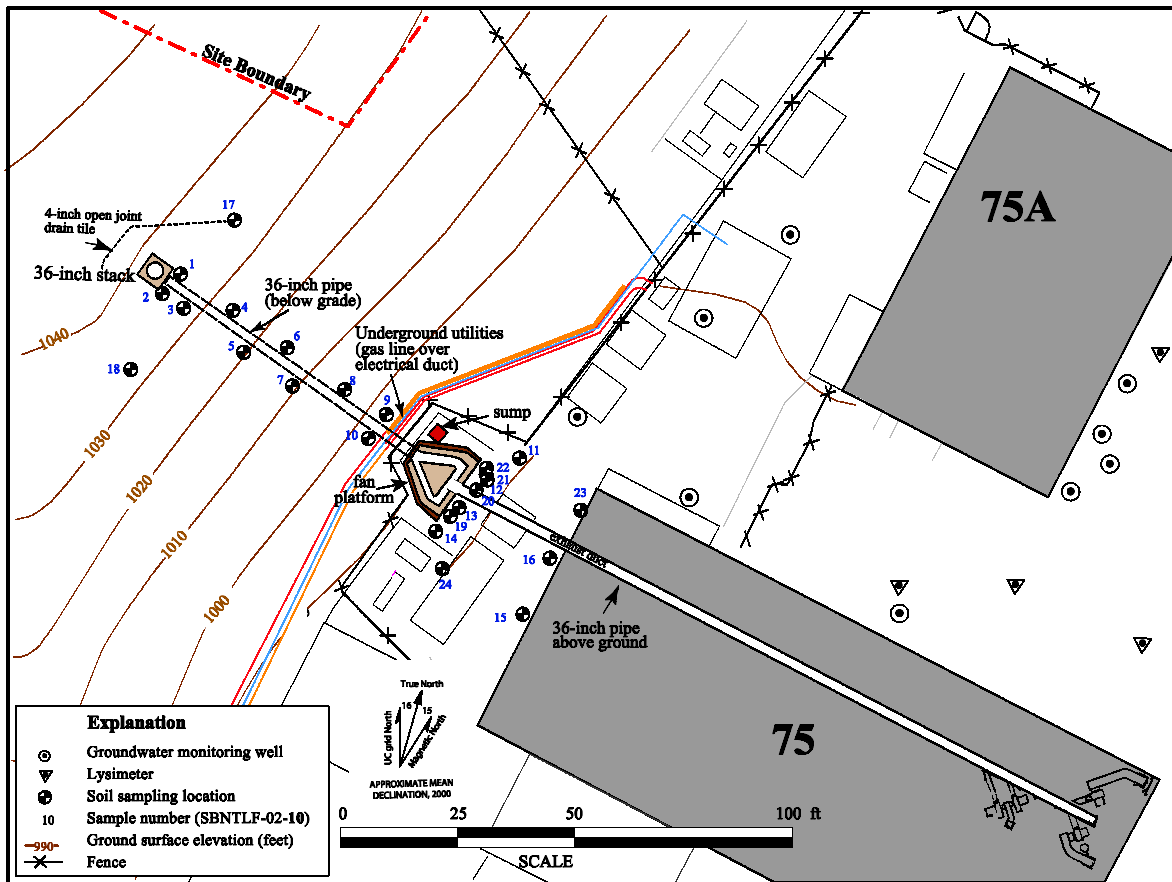 Site Boundary
75A
17
4-inch open joint
drain tile
36-inch stack
1
2
3
4
36-inch pipe
(below grade)
5
6
Underground utilities
(gas line over
electrical duct)
1040
18
7
8
9
sump
10
11
1030
fan
platform
22
21
12
20
13
19
14
23
1020
1010
exhaust duct
16
24
1000
15
36-inch pipe
above ground
75
True North
16
15
UC grid North
Magnetic North
APPROXIMATE MEAN
DECLINATION, 2000
0
25
50
100 ft
SCALE
Explanation
Groundwater monitoring well
Lysimeter
Soil sampling location
10 Sample number (SBNTLF-02-10)
990 Ground surface elevation (feet)
Fence